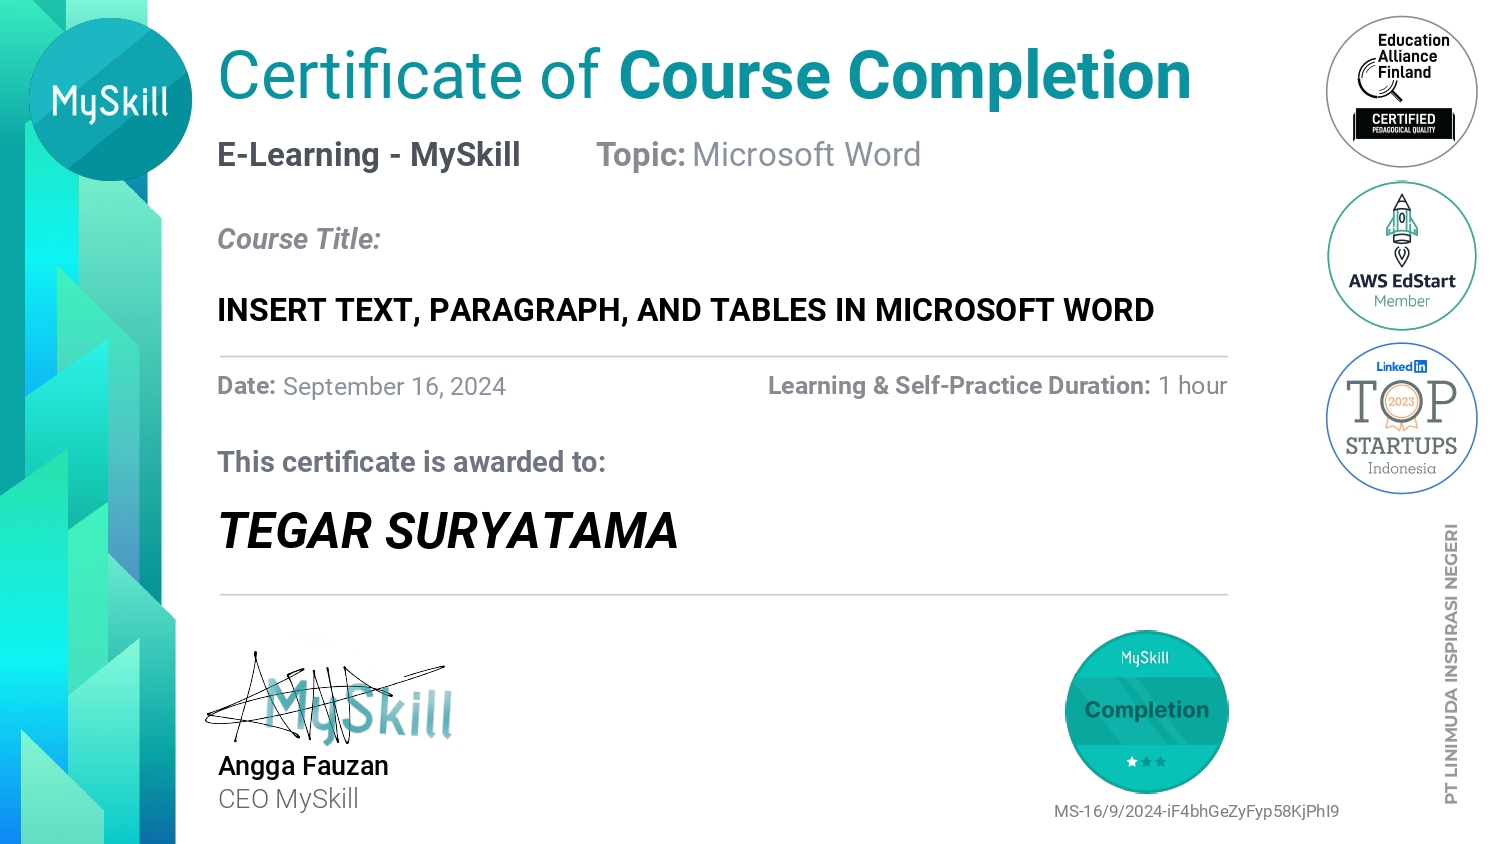 MySkill
Certificate of Course Completion
E-Learning - MySkill Topic: Microsoft Word
Course Title:
INSERT TEXT, PARAGRAPH, AND TABLES IN MICROSOFT WORD
Date: September 16, 2024 Learning & Self-Practice Duration: 1 hour
This certificate is awarded to:
TEGAR SURYATAMA
MySkill
Angga Fauzan
CEO MySkill
MySkill
Completion
MS-16/9/2024-iF4bhGeZyFyp58KjPhI9
Education
Alliance
Finland
CERTIFIED
PEDAGOGICAL QUALITY
AWS EdStart
Member
Linked in
TOP
2023
STARTUPS
Indonesia
PT LINIMUDA INSPIRASI NEGERI